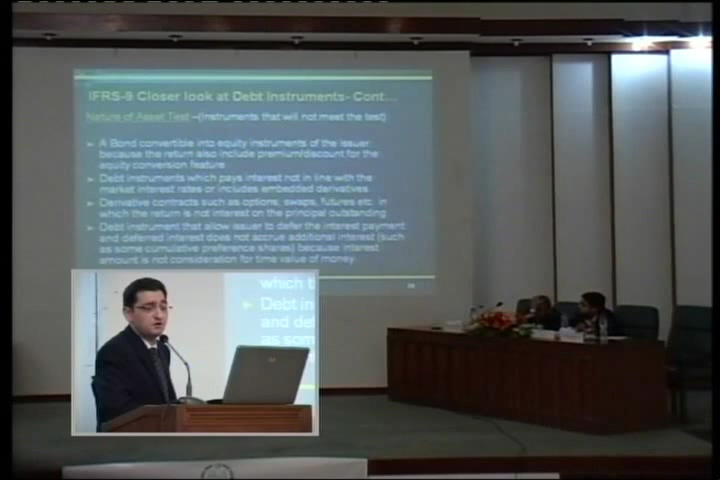 IFRS-9 Closer look at Debt Instruments- Cont...
Nature of Asset Test –(Instruments that will not meet the test)
➤ A Bond convertible into equity instruments of the issuer
because the return also include premium/discount for the
equity conversion feature
➤ Debt instruments which pays interest not in line with the
market interest rates or includes embedded derivatives
➤ Derivative contracts such as options, swaps, futures etc. in
which the return is not interest on the principal outstanding
➤ Debt instrument that allow issuer to defer the interest payment
and deferred interest does not accrue additional interest (such
as some cumulative preference shares) because interest
amount is not consideration for time value of money
which t
➤ Debt in
and def
as som